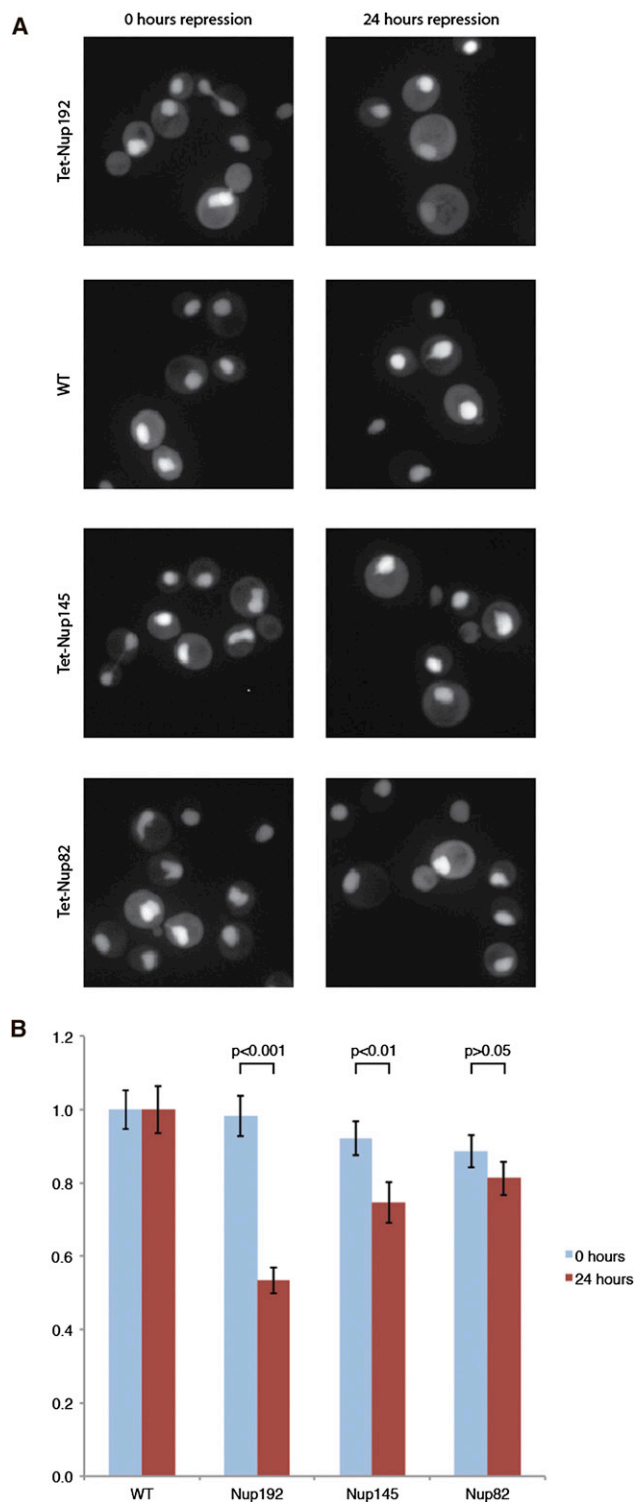 A
0 hours repression
24 hours repression
Tet-Nup192
WT
Tet-Nup145
Tet-Nup82
B
1.2
1.0
0.8
0.6
0.4
0.2
0.0
p<0.001
p<0.01
p>0.05
0 hours
24 hours
WT
Nup192
Nup145
Nup82